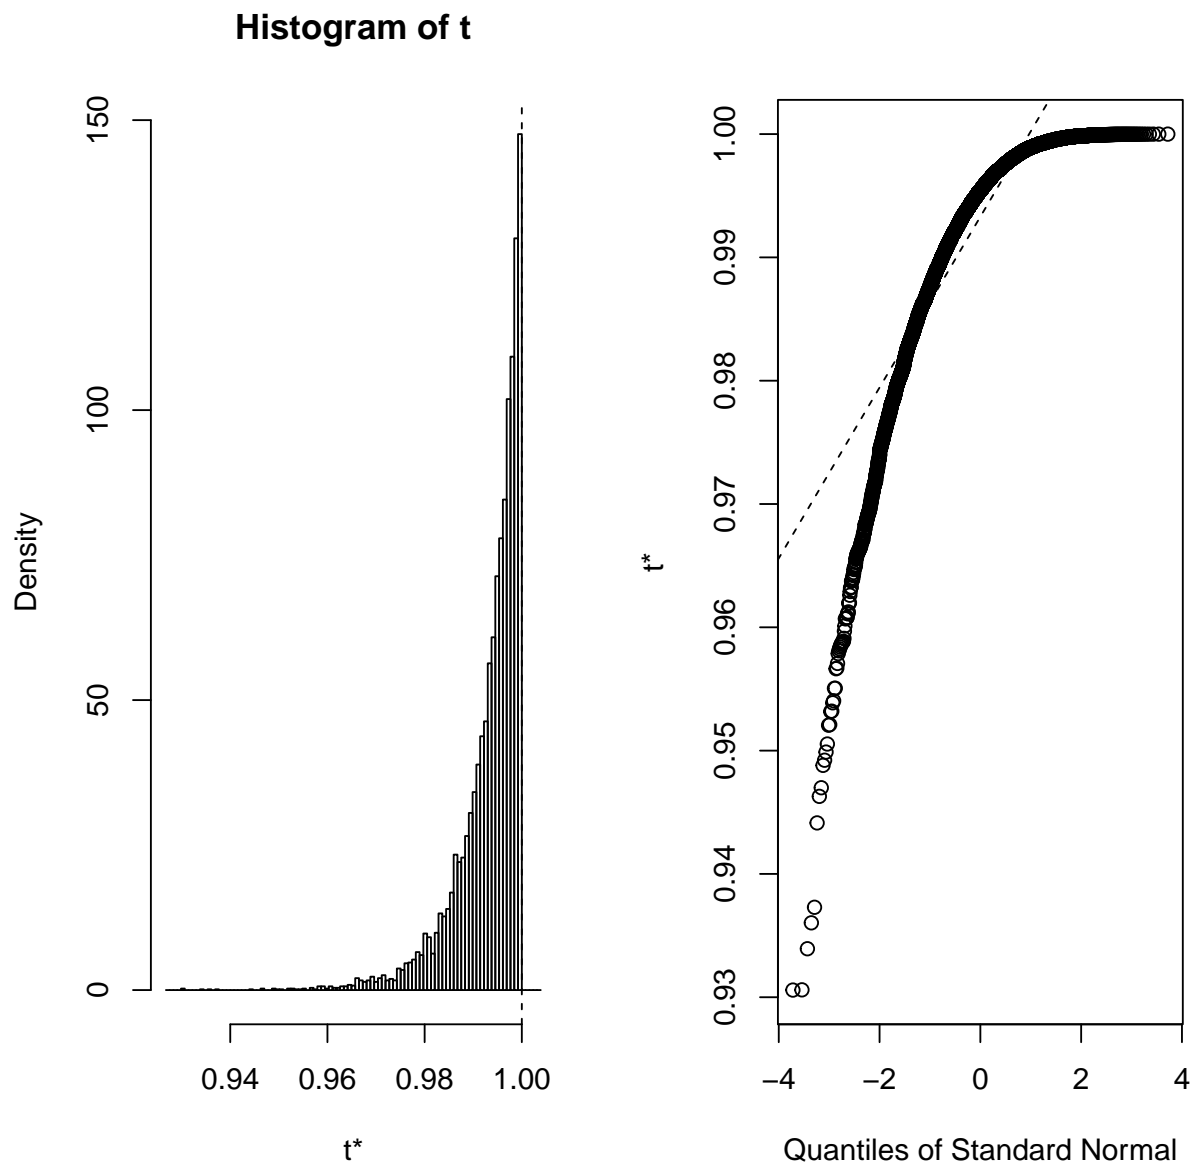 Histogram of t
Density
0
50
100
150
0.94 0.96 0.98 1.00
t*
t*
0.93
0.94
0.95
0.96
0.97
0.98
0.99
1.00
−4 −2 0 2 4
Quantiles of Standard Normal